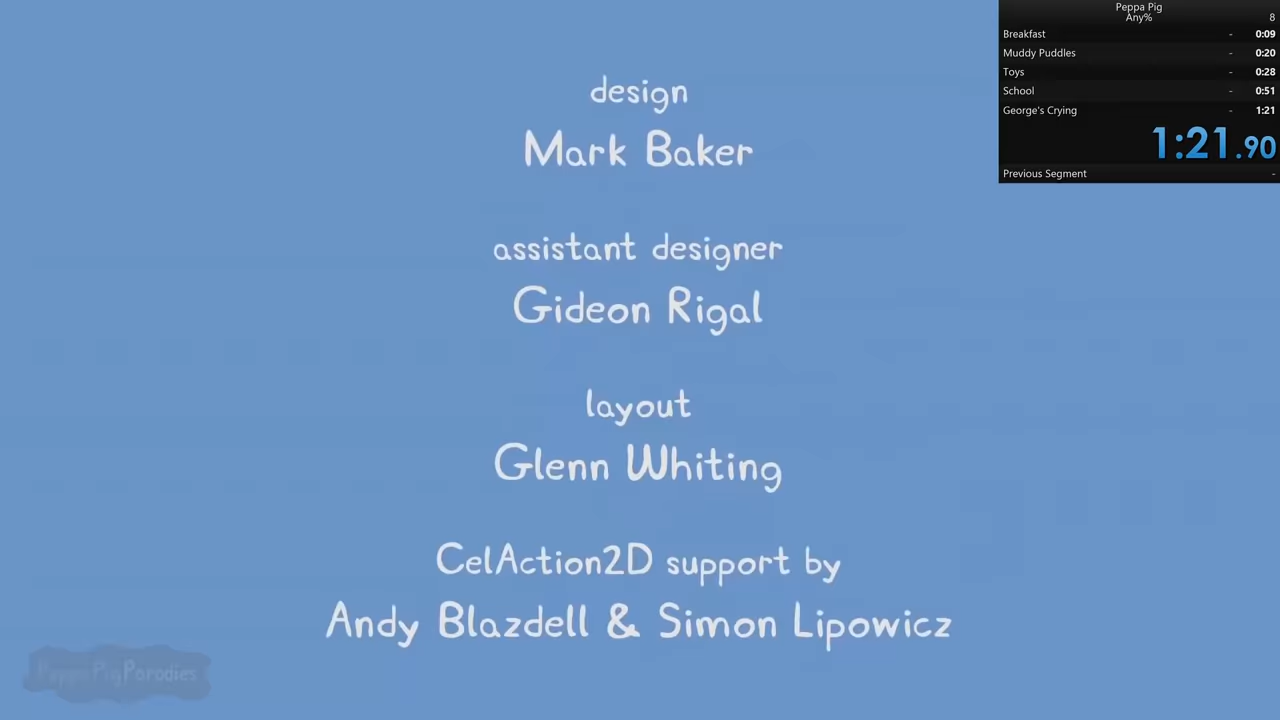 Peppa Pig
Any% 8
Breakfast - 0:09
Muddy Puddles - 0:20
Toys - 0:28
School - 0:51
George's Crying - 1:21
1:21.90
Previous Segment -
design
Mark Baker
assistant designer
Gideon Rigal
layout
Glenn Whiting
CelAction2D support by
Andy Blazdell & Simon Lipowicz
PeppaPigParodies